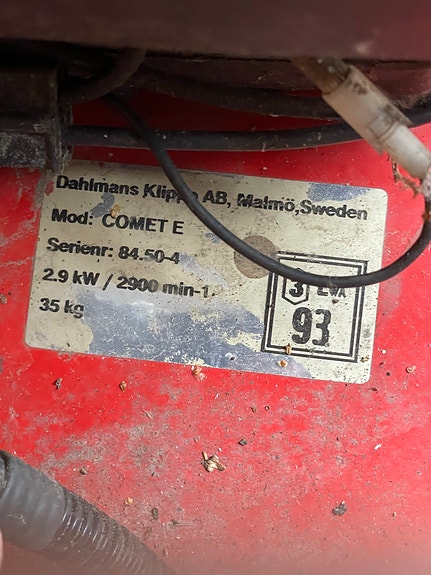 Dahlmans AB, Malmö,Sweden
Mod: COMET E
Serienr: 84.50-4
2.9 kW / 2900 min-1
35 kg
3
93